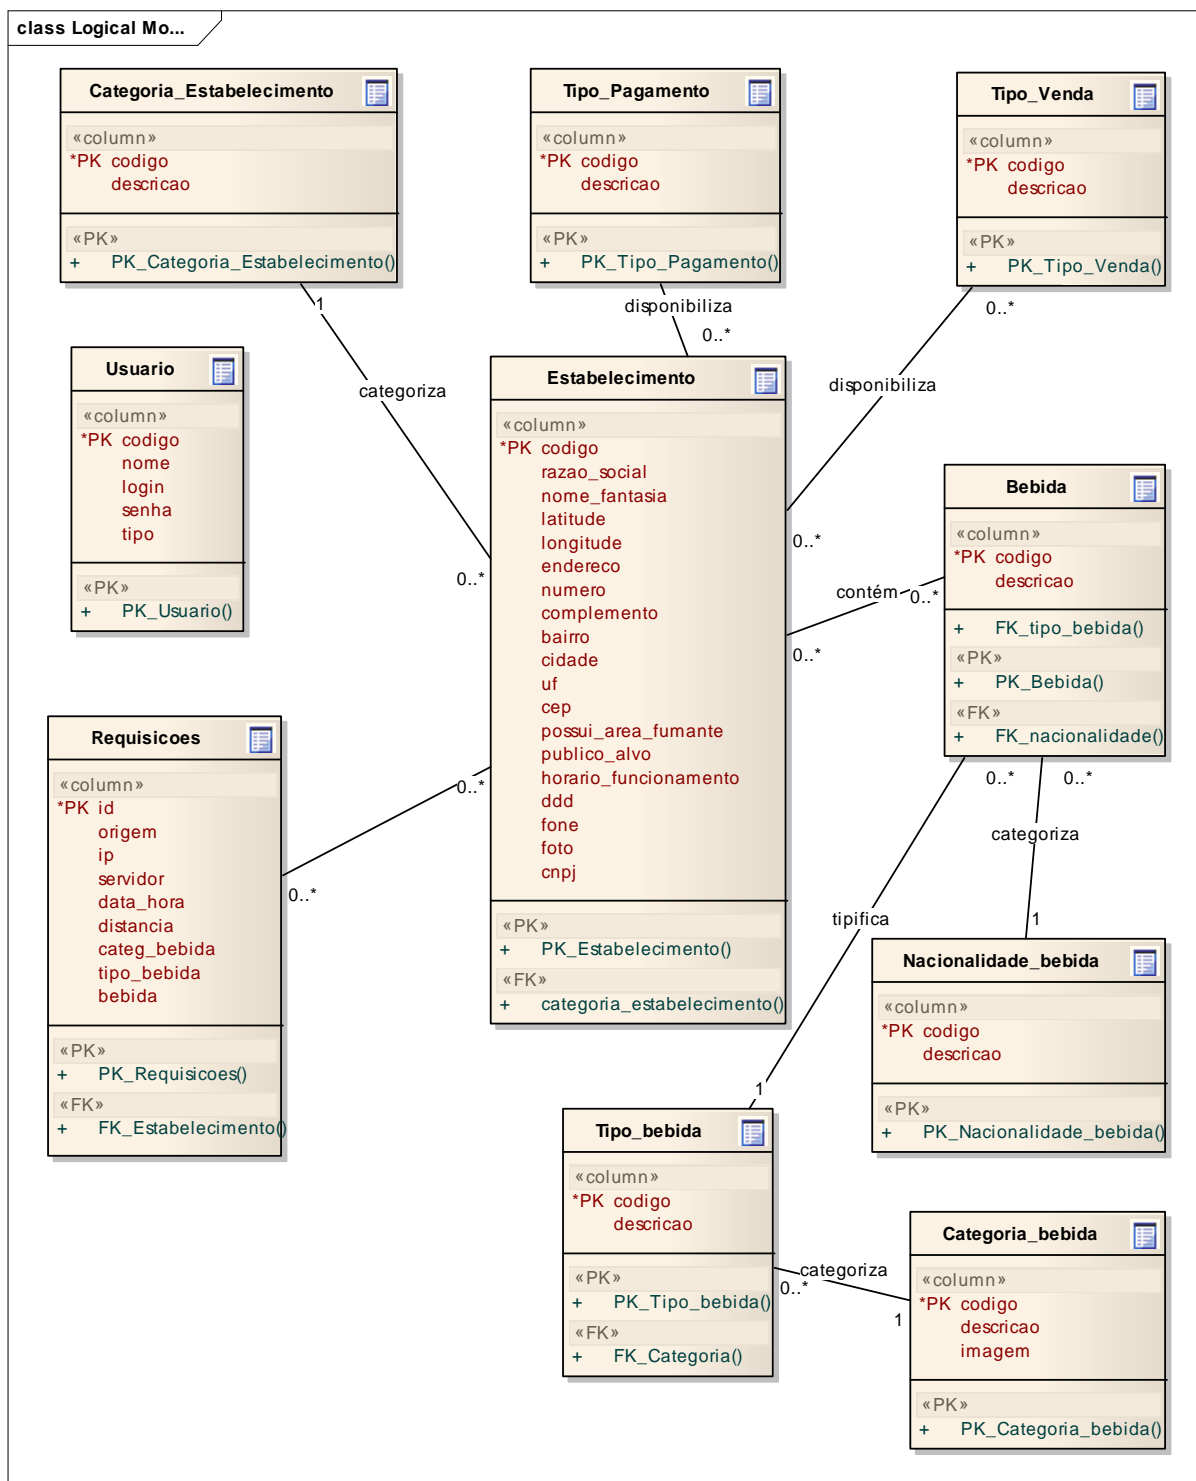 class Logical Mo...
Categoria_Estabelecimento
«column»
*PK codigo
descricao
«PK»
+ PK_Categoria_Estabelecimento()
Tipo_Pagamento
«column»
*PK codigo
descricao
«PK»
+ PK_Tipo_Pagamento()
Tipo_Venda
«column»
*PK codigo
descricao
«PK»
+ PK_Tipo_Venda()
1
disponibiliza
0..*
0..*
categoriza
disponibiliza
Usuario
«column»
*PK codigo
nome
login
senha
tipo
«PK»
+ PK_Usuario()
Estabelecimento
«column»
*PK codigo
razao_social
nome_fantasia
latitude
longitude
endereco
numero
complemento
bairro
cidade
uf
cep
possui_area_fumante
publico_alvo
horario_funcionamento
ddd
fone
foto
cnpj
«PK»
+ PK_Estabelecimento()
«FK»
+ categoria_estabelecimento()
0..*
0..*
contém
0..*
0..*
Bebida
«column»
*PK codigo
descricao
+ FK_tipo_bebida()
«PK»
+ PK_Bebida()
«FK»
+ FK_nacionalidade()
Requisicoes
«column»
*PK id
origem
ip
servidor
data_hora
distancia
categ_bebida
tipo_bebida
bebida
«PK»
+ PK_Requisicoes()
«FK»
+ FK_Estabelecimento()
0..*
0..*
0..*
0..*
categoriza
tipifica
1
1
Nacionalidade_bebida
«column»
*PK codigo
descricao
«PK»
+ PK_Nacionalidade_bebida()
Tipo_bebida
«column»
*PK codigo
descricao
«PK»
+ PK_Tipo_bebida()
«FK»
+ FK_Categoria()
categoriza
0..*
1
Categoria_bebida
«column»
*PK codigo
descricao
imagem
«PK»
+ PK_Categoria_bebida()